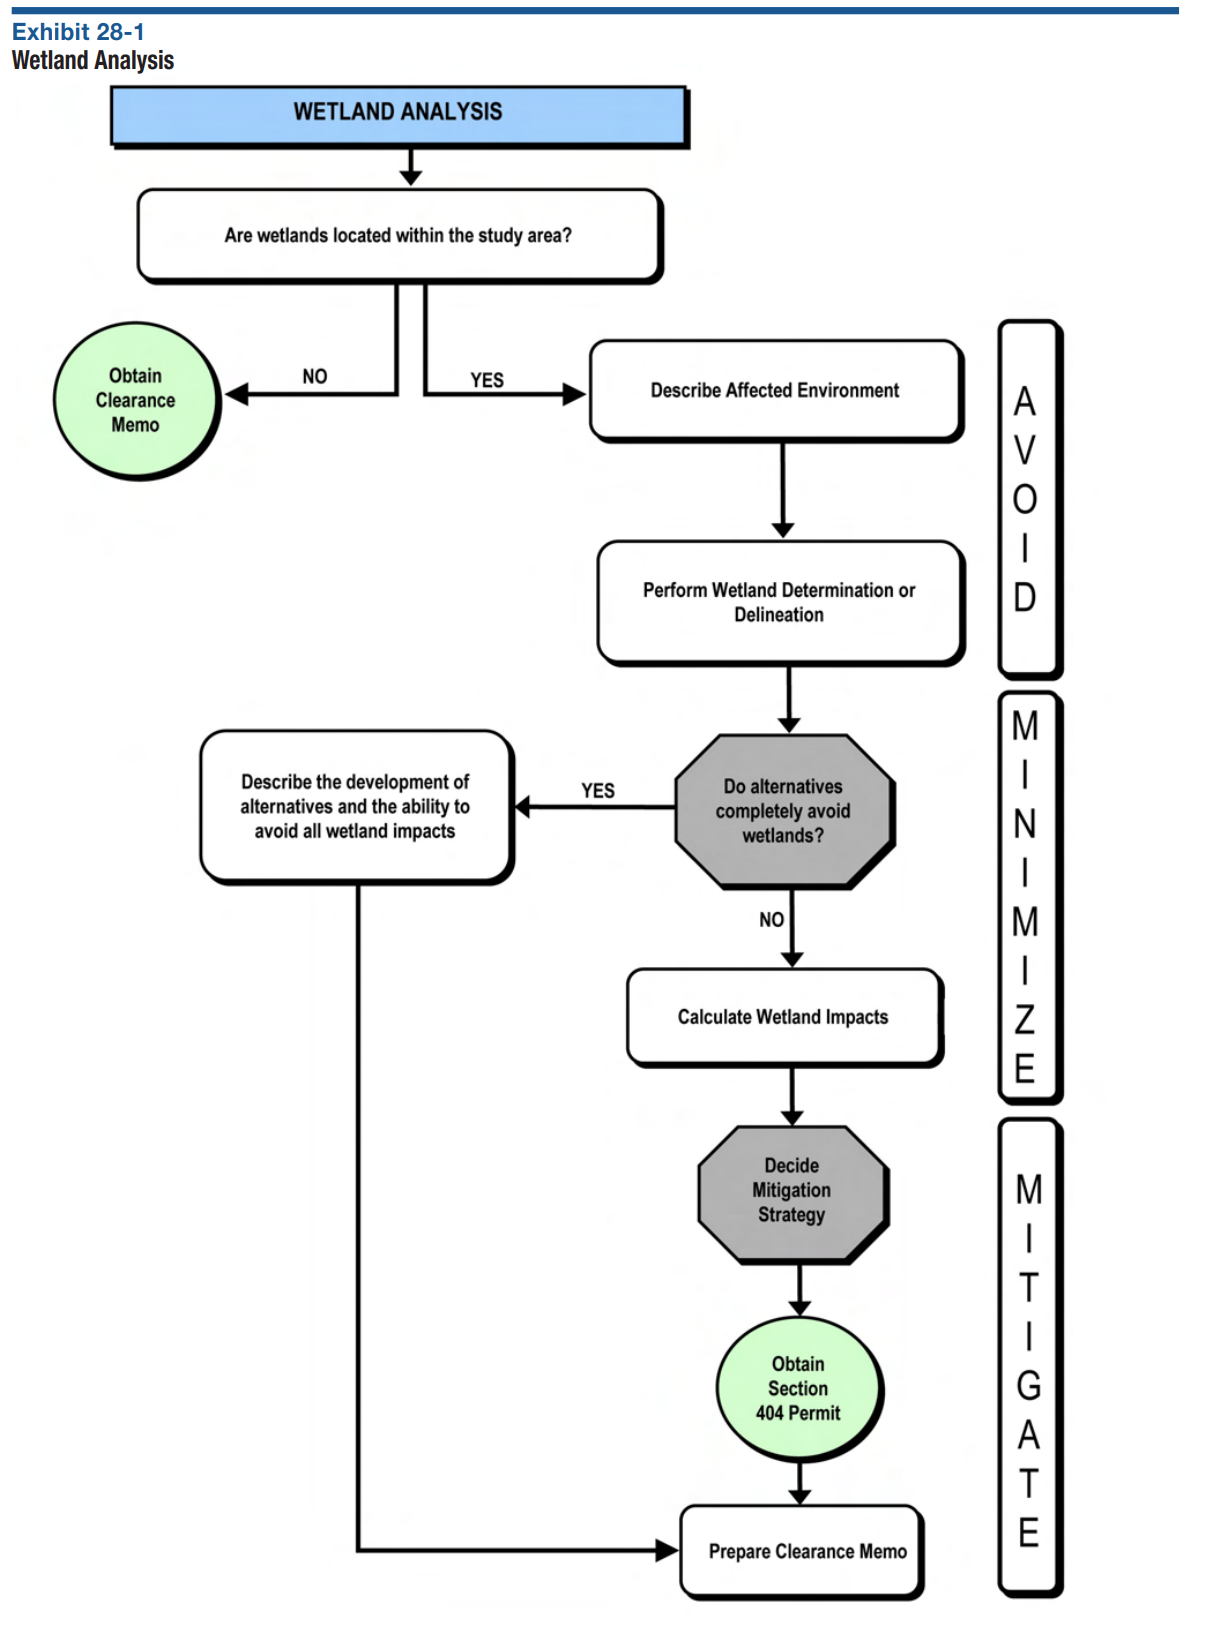 Exhibit 28-1
Wetland Analysis
WETLAND ANALYSIS
Are wetlands located within the study area?
NO
YES
Obtain
Clearance
Memo
Describe Affected Environment
Perform Wetland Determination or
Delineation
Do alternatives
completely avoid
wetlands?
YES
Describe the development of
alternatives and the ability to
avoid all wetland impacts
NO
Calculate Wetland Impacts
Decide
Mitigation
Strategy
Obtain
Section
404 Permit
Prepare Clearance Memo
AVOID
MINIMIZE
MITIGATE